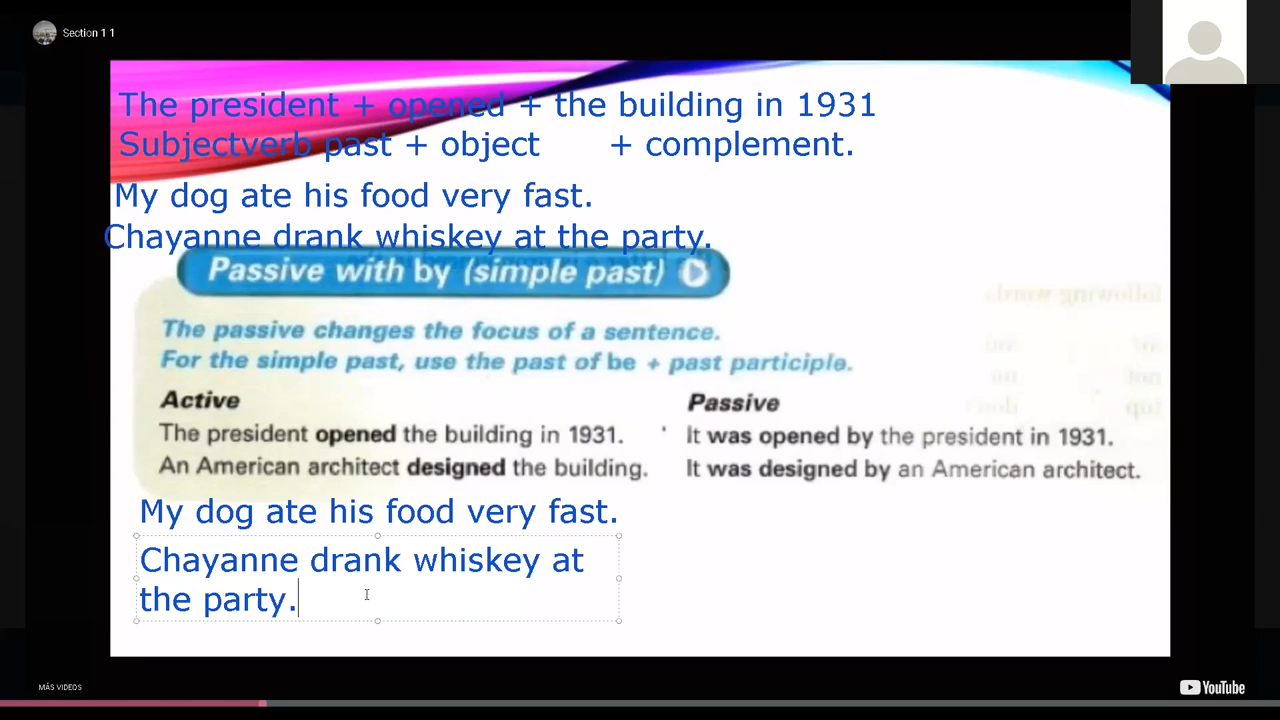 Section 1 1
The president + opened + the building in 1931
Subjectverb past + object + complement.
My dog ate his food very fast.
Chayanne drank whiskey at the party.
Passive with by (simple past)
following words
The passive changes the focus of a sentence.
For the simple past, use the past of be + past participle.
Active
Passive
The president opened the building in 1931.
It was opened by the president in 1931.
An American architect designed the building.
It was designed by an American architect.
My dog ate his food very fast.
Chayanne drank whiskey at
the party.
MÁS VIDEOS
YouTube